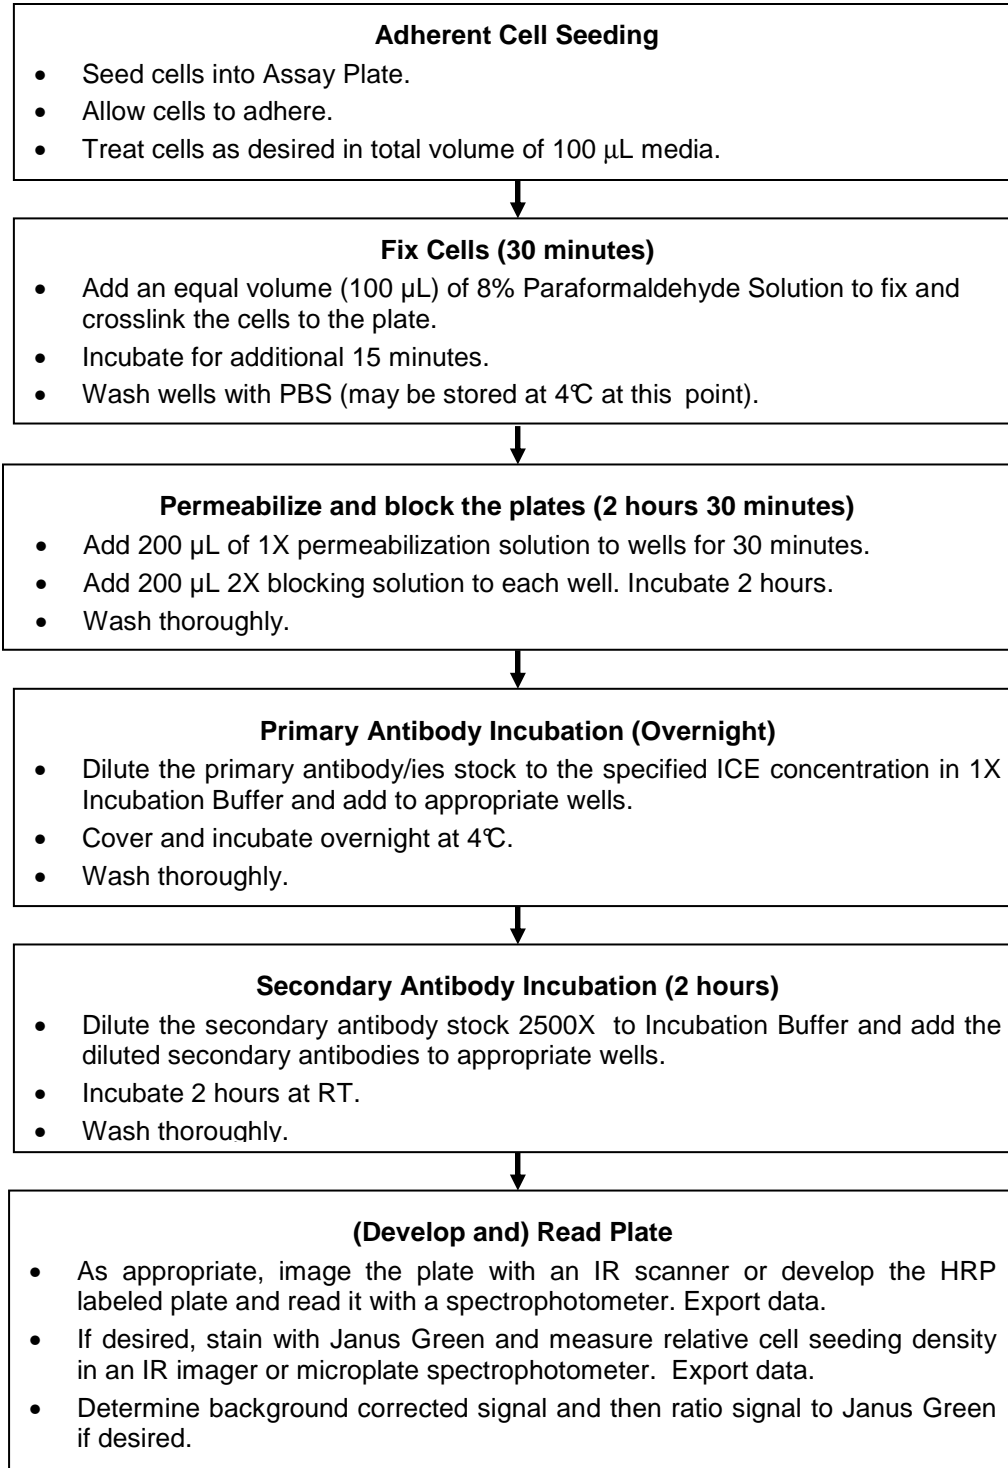 Adherent Cell Seeding
• Seed cells into Assay Plate.
• Allow cells to adhere.
• Treat cells as desired in total volume of 100 μL media.
Fix Cells (30 minutes)
• Add an equal volume (100 µL) of 8% Paraformaldehyde Solution to fix and
crosslink the cells to the plate.
• Incubate for additional 15 minutes.
• Wash wells with PBS (may be stored at 4°C at this point).
Permeabilize and block the plates (2 hours 30 minutes)
• Add 200 µL of 1X permeabilization solution to wells for 30 minutes.
• Add 200 µL 2X blocking solution to each well. Incubate 2 hours.
• Wash thoroughly.
Primary Antibody Incubation (Overnight)
• Dilute the primary antibody/ies stock to the specified ICE concentration in 1X
Incubation Buffer and add to appropriate wells.
• Cover and incubate overnight at 4°C.
• Wash thoroughly.
Secondary Antibody Incubation (2 hours)
• Dilute the secondary antibody stock 2500X to Incubation Buffer and add the
diluted secondary antibodies to appropriate wells.
• Incubate 2 hours at RT.
• Wash thoroughly.
(Develop and) Read Plate
• As appropriate, image the plate with an IR scanner or develop the HRP
labeled plate and read it with a spectrophotometer. Export data.
• If desired, stain with Janus Green and measure relative cell seeding density
in an IR imager or microplate spectrophotometer. Export data.
• Determine background corrected signal and then ratio signal to Janus Green
if desired.